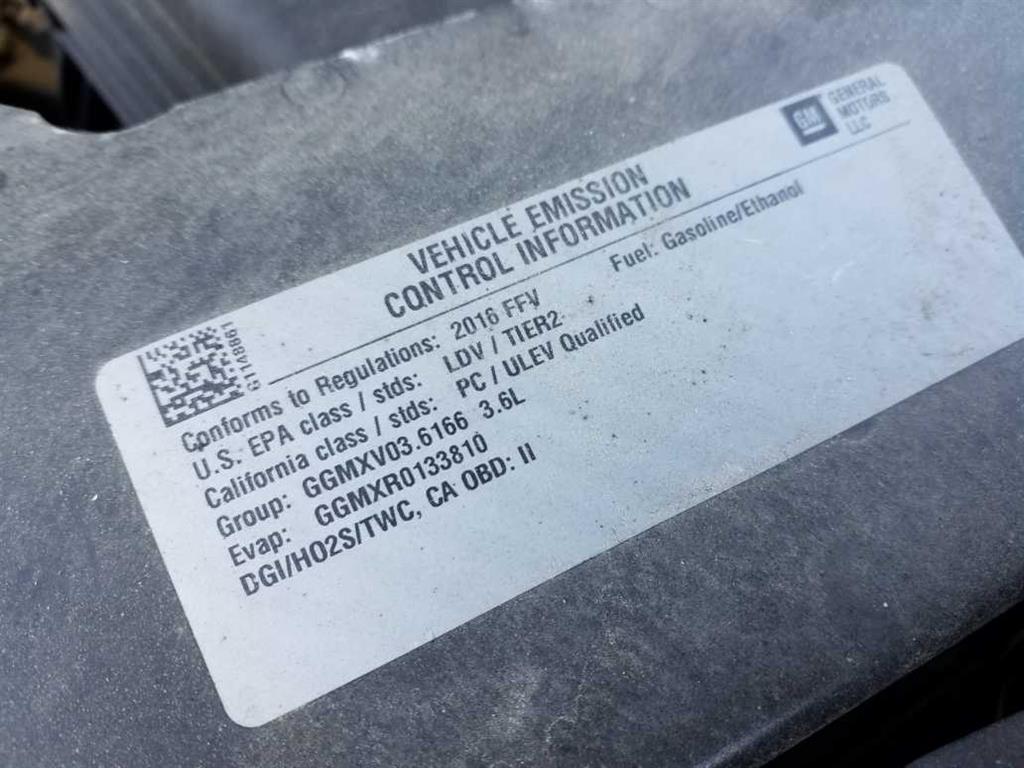 GM GENERAL
MOTORS
LLC
VEHICLE EMISSION
CONTROL INFORMATION
G1148861
Conforms to Regulations: 2016 FFV
Fuel: Gasoline/Ethanol
U.S. EPA class / stds: LDV / TIER2
California class / stds: PC / ULEV Qualified
Group: GGMXV03.6166 3.6L
Evap: GGMXR0133810
DGI/HO2S/TWC, CA OBD: II